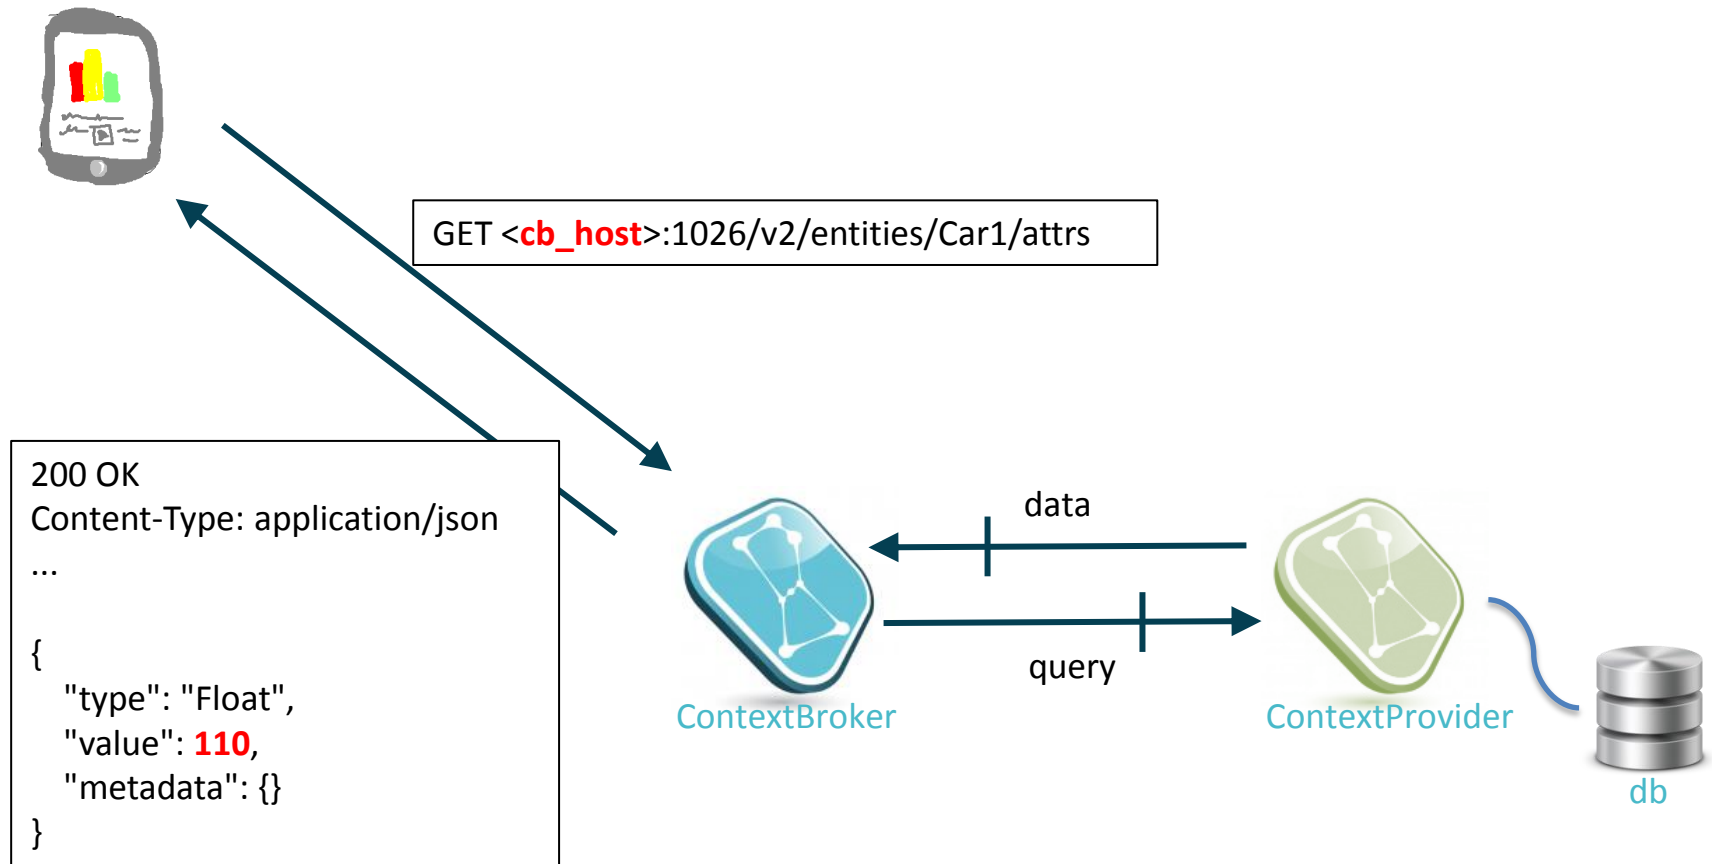 GET <cb_host>:1026/v2/entities/Car1/attrs
200 OK
Content-Type: application/json
...
{
"type": "Float",
"value": 110,
"metadata": {}
}
data
query
ContextBroker
ContextProvider
db